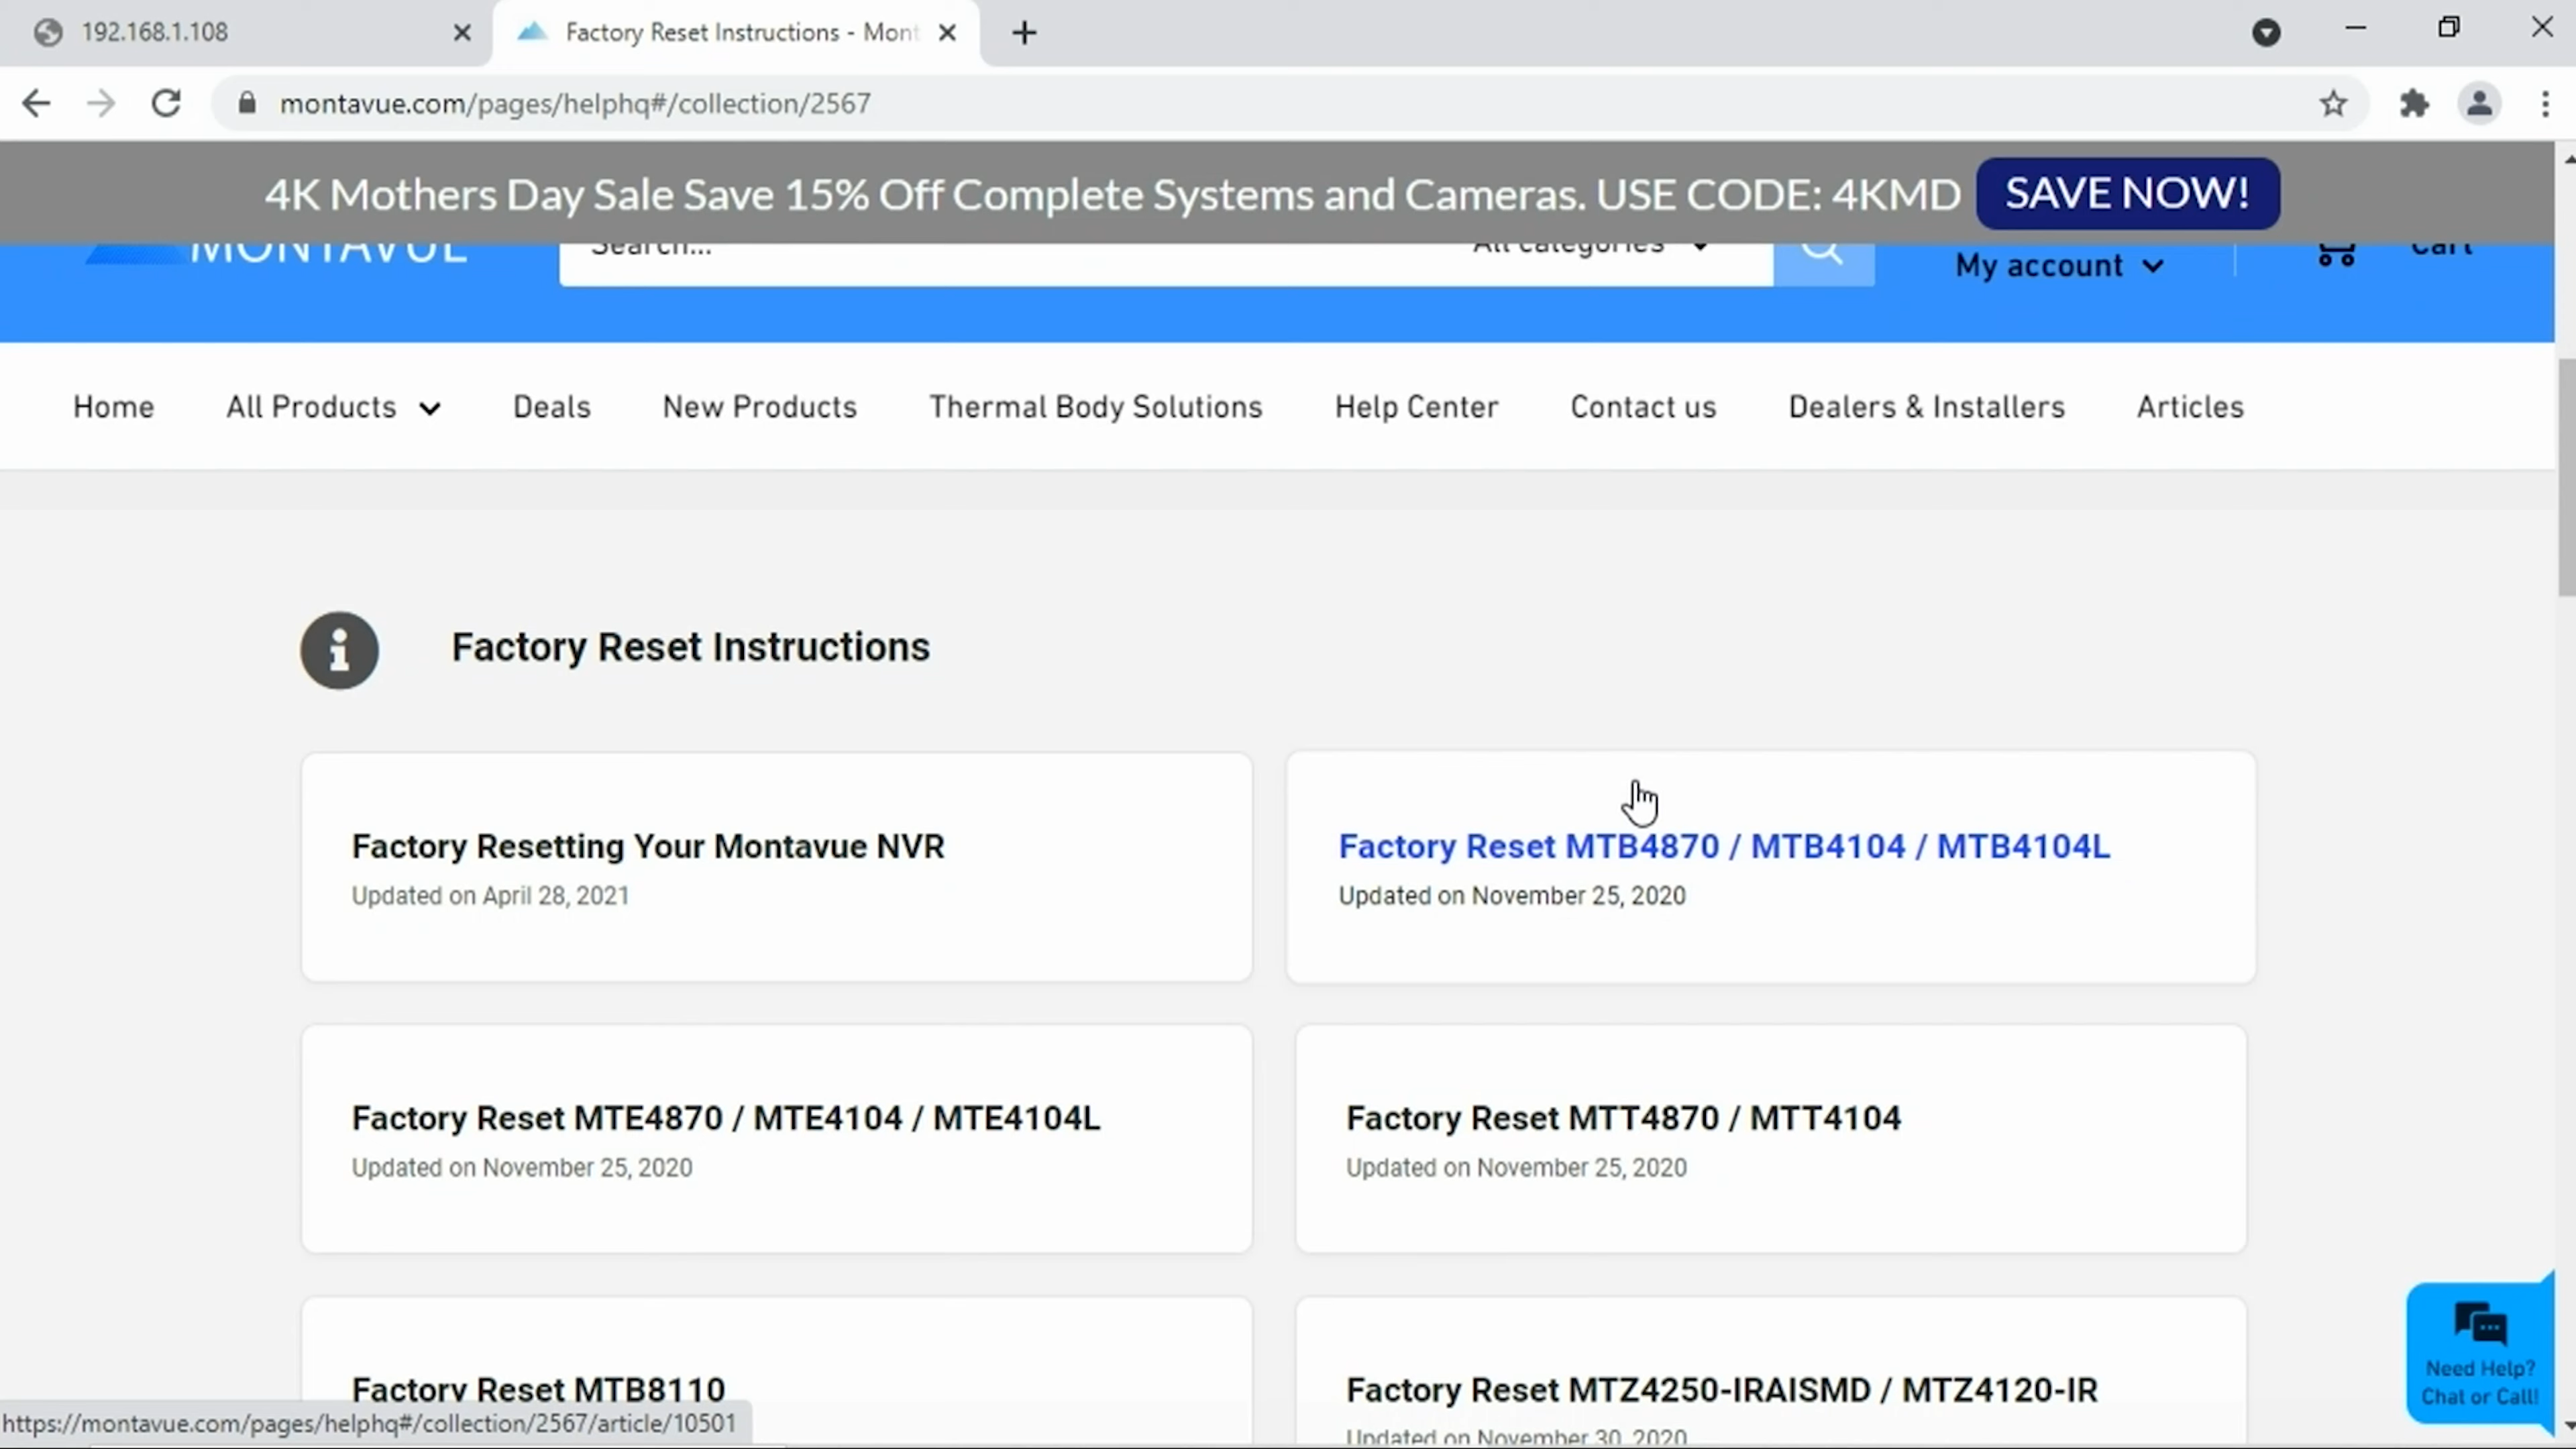 192.168.1.108
Factory Reset Instructions - Mont
montavue.com/pages/helphq#/collection/2567
4K Mothers Day Sale Save 15% Off Complete Systems and Cameras. USE CODE: 4KMD SAVE NOW!
MONTAVUE
Search...
All categories
My account
Cart
Home All Products Deals New Products Thermal Body Solutions Help Center Contact us Dealers & Installers Articles
Factory Reset Instructions
Factory Resetting Your Montavue NVR
Updated on April 28, 2021
Factory Reset MTB4870 / MTB4104 / MTB4104L
Updated on November 25, 2020
Factory Reset MTE4870 / MTE4104 / MTE4104L
Updated on November 25, 2020
Factory Reset MTT4870 / MTT4104
Updated on November 25, 2020
Factory Reset MTB8110
Factory Reset MTZ4250-IRAISMD / MTZ4120-IR
Updated on November 30, 2020
Need Help?
Chat or Call!
https://montavue.com/pages/helphq#/collection/2567/article/10501